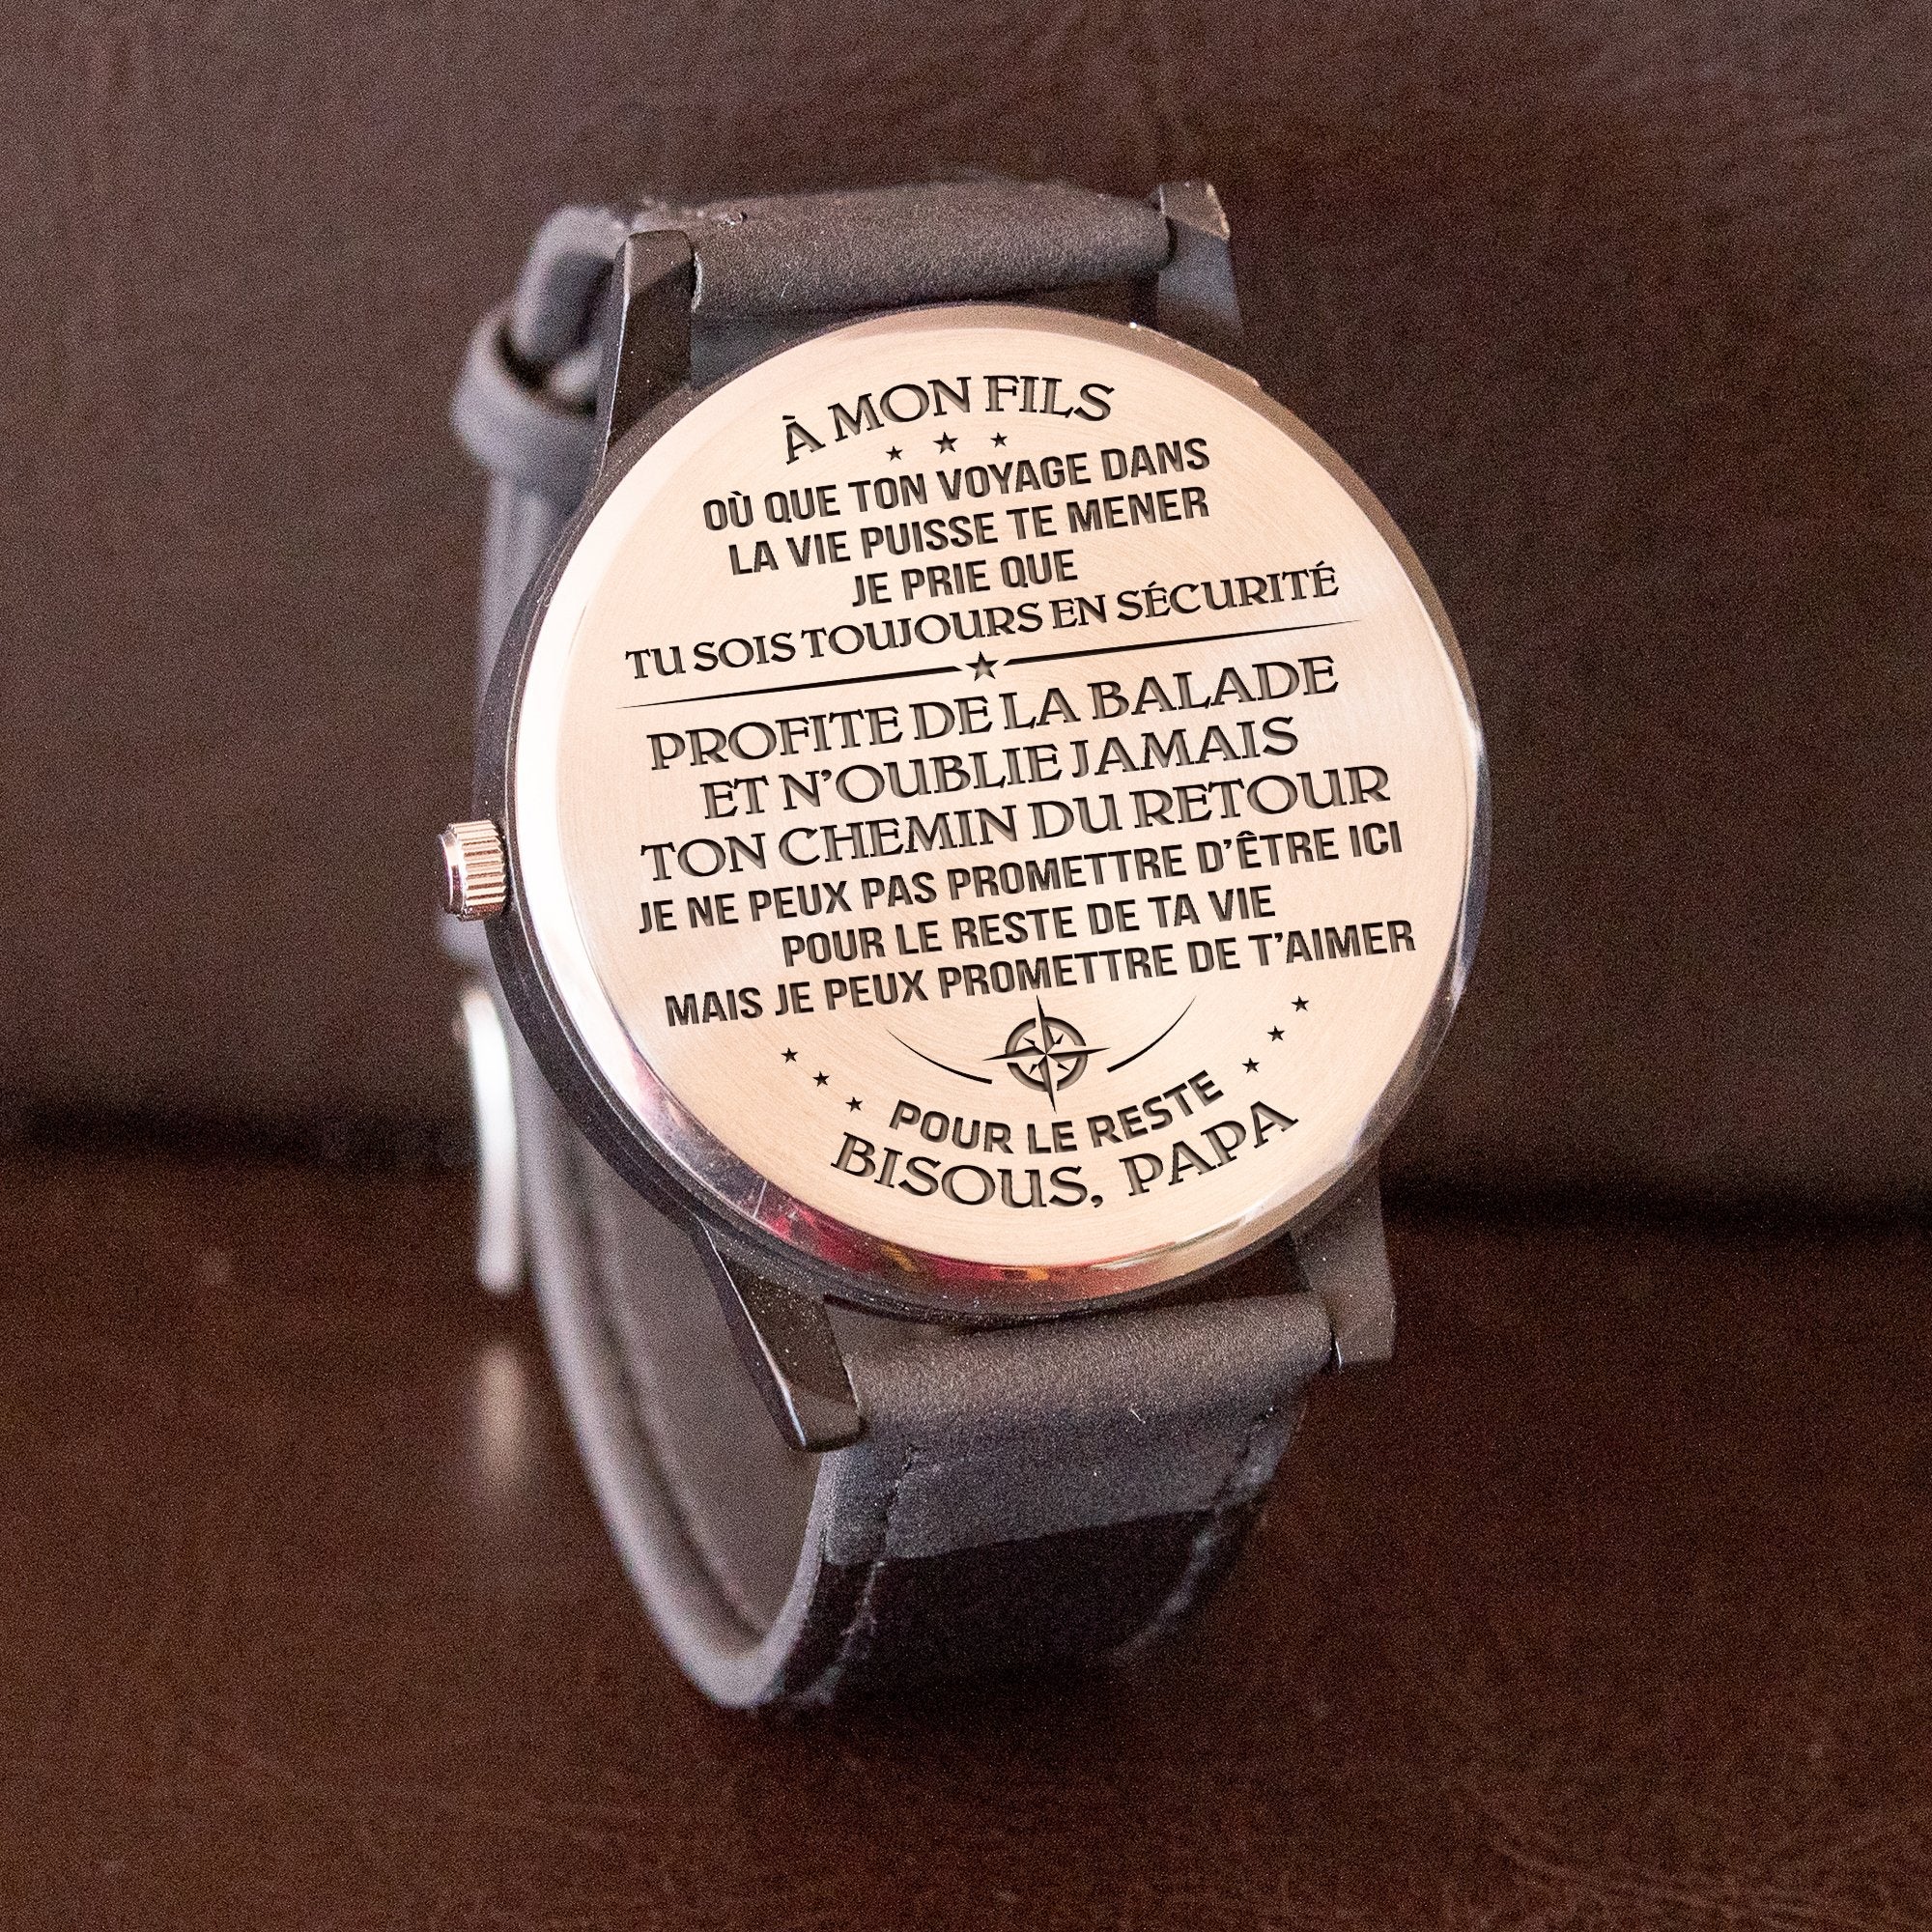 À MON FILS
OÙ QUE TON VOYAGE DANS
LA VIE PUISSE TE MENER
JE PRIE QUE
TU SOIS TOUJOURS EN SÉCURITÉ
PROFITE DE LA BALADE
ET N'OUBLIE JAMAIS
TON CHEMIN DU RETOUR
JE NE PEUX PAS PROMETTRE D'ÊTRE ICI
POUR LE RESTE DE TA VIE
MAIS JE PEUX PROMETTRE DE T'AIMER
POUR LE RESTE
BISOUS, PAPA